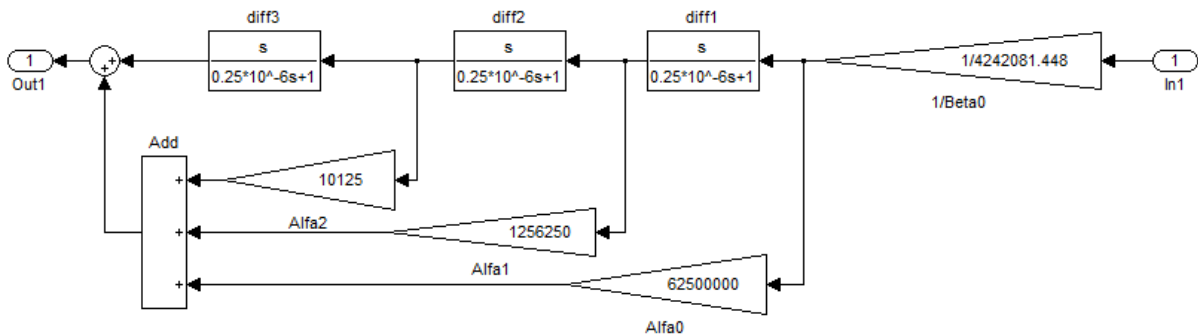 diff3
diff2
diff1
1
Out1
+
+
s
0.25*10^-6s+1
s
0.25*10^-6s+1
s
0.25*10^-6s+1
1/4242081.448
1/Beta0
1
In1
Add
+
10125
Alfa2
+
1256250
Alfa1
+
62500000
Alfa0